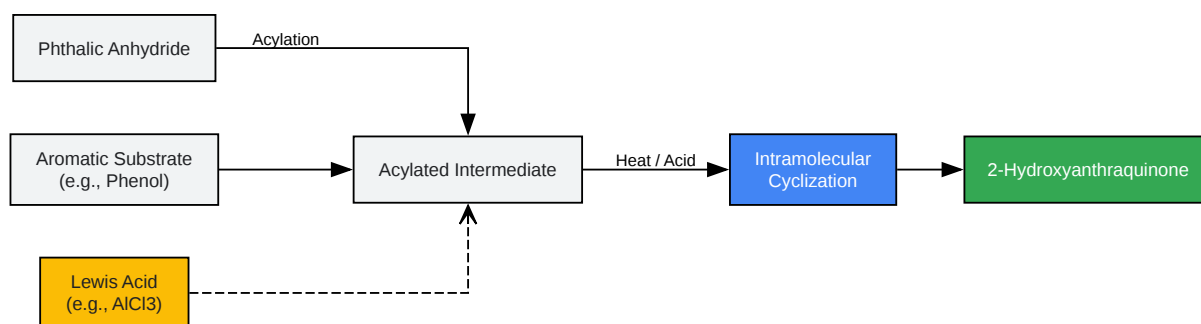 Phthalic Anhydride
Acylation
Aromatic Substrate
(e.g., Phenol)
Acylated Intermediate
Heat / Acid
Intramolecular
Cyclization
2-Hydroxyanthraquinone
Lewis Acid
(e.g., AlCl3)